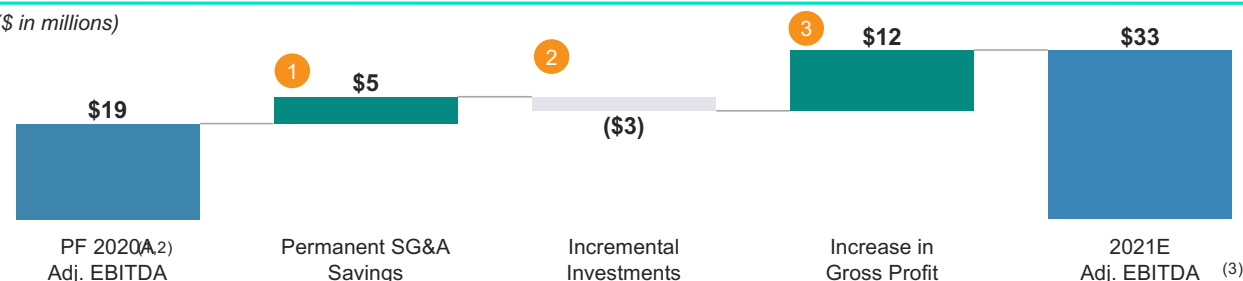 ($ in millions)
1
2
3
$19
$5
($3)
$12
$33
PF 2020A(1,2)
Adj. EBITDA
Permanent SG&A
Savings
Incremental
Investments
Increase in
Gross Profit
2021E
Adj. EBITDA (3)